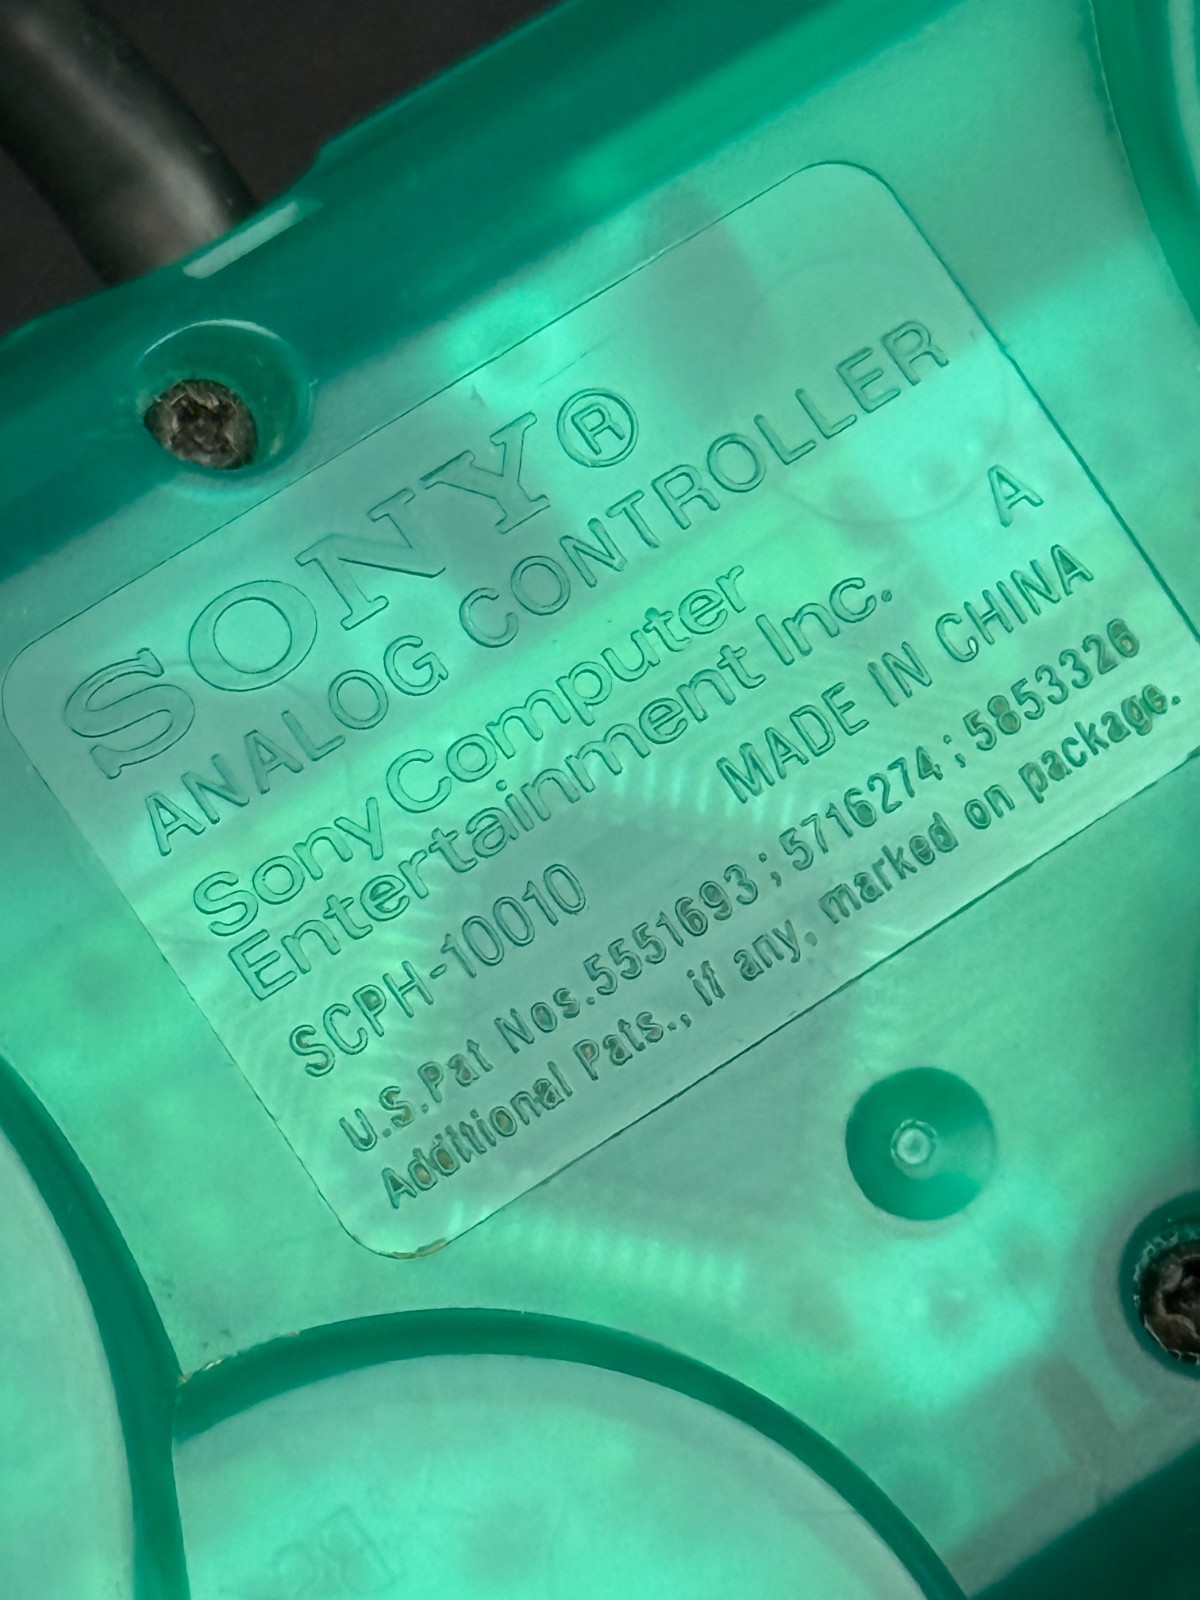 SONY®
ANALOG CONTROLLER
A
Sony Computer
Entertainment Inc.
SCPH-10010
MADE IN CHINA
U.S.Pat Nos.5551693 ; 5716274 ; 5853326
Additional Pats., if any, marked on package.